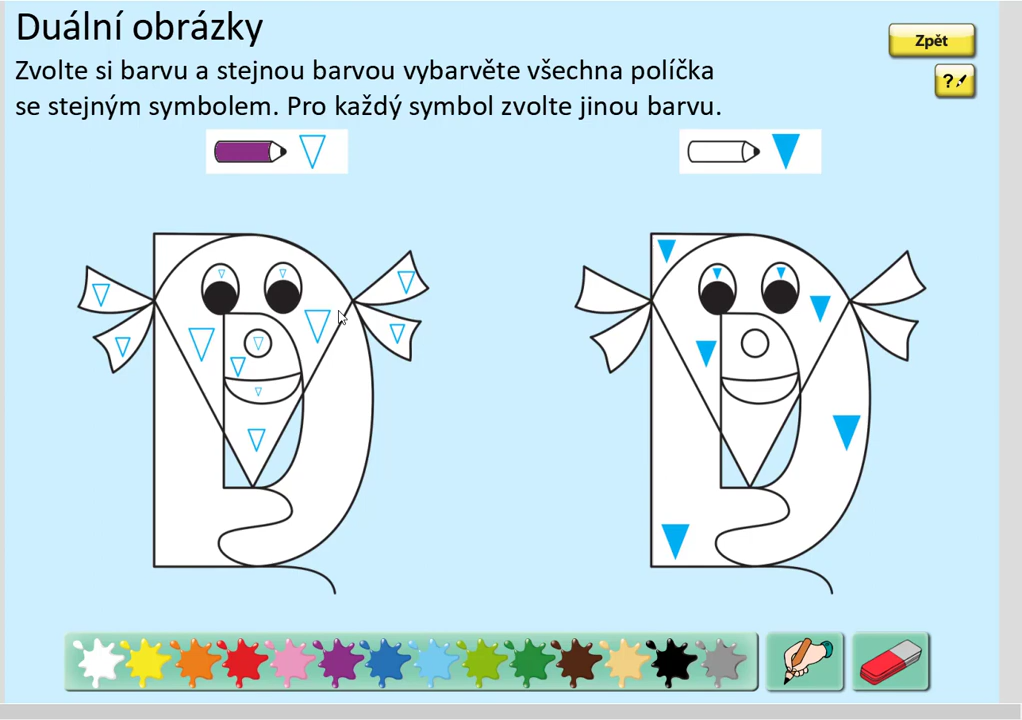 Duální obrázky
Zpět
Zvolte si barvu a stejnou barvou vybarvěte všechna políčka
?
se stejným symbolem. Pro každý symbol zvolte jinou barvu.